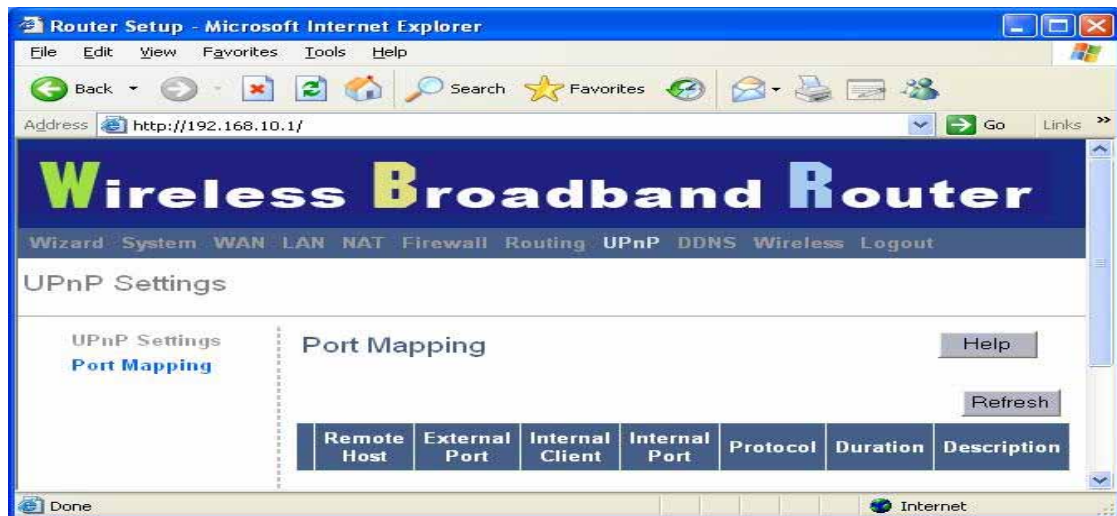 Router Setup - Microsoft Internet Explorer
File Edit View Favorites Tools Help
Back Search Favorites
Address http://192.168.10.1/ Go Links »
Wireless Broadband Router
Wizard System WAN LAN NAT Firewall Routing UPnP DDNS Wireless Logout
UPnP Settings
UPnP Settings
Port Mapping
Port Mapping
Help
Refresh
Remote Host External Port Internal Client Internal Port Protocol Duration Description
Done Internet